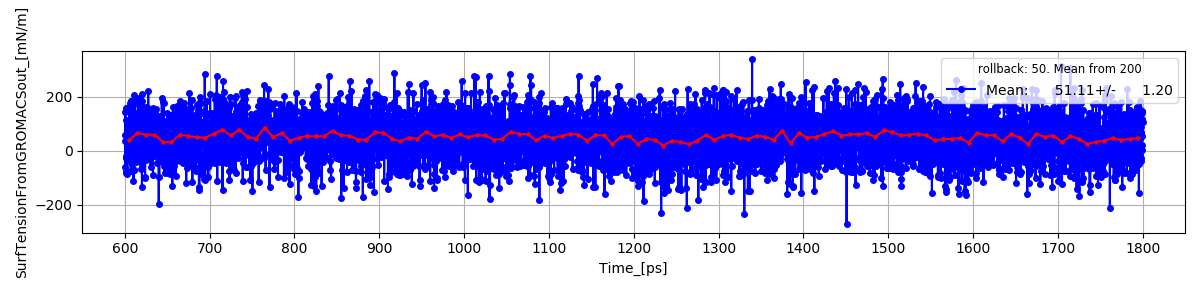 SurfTensionFromGROMACSout_[mN/m]
200
0
−200
rollback: 50. Mean from 200
Mean: 51.11+/- 1.20
600 700 800 900 1000 1100 1200 1300 1400 1500 1600 1700 1800
Time_[ps]